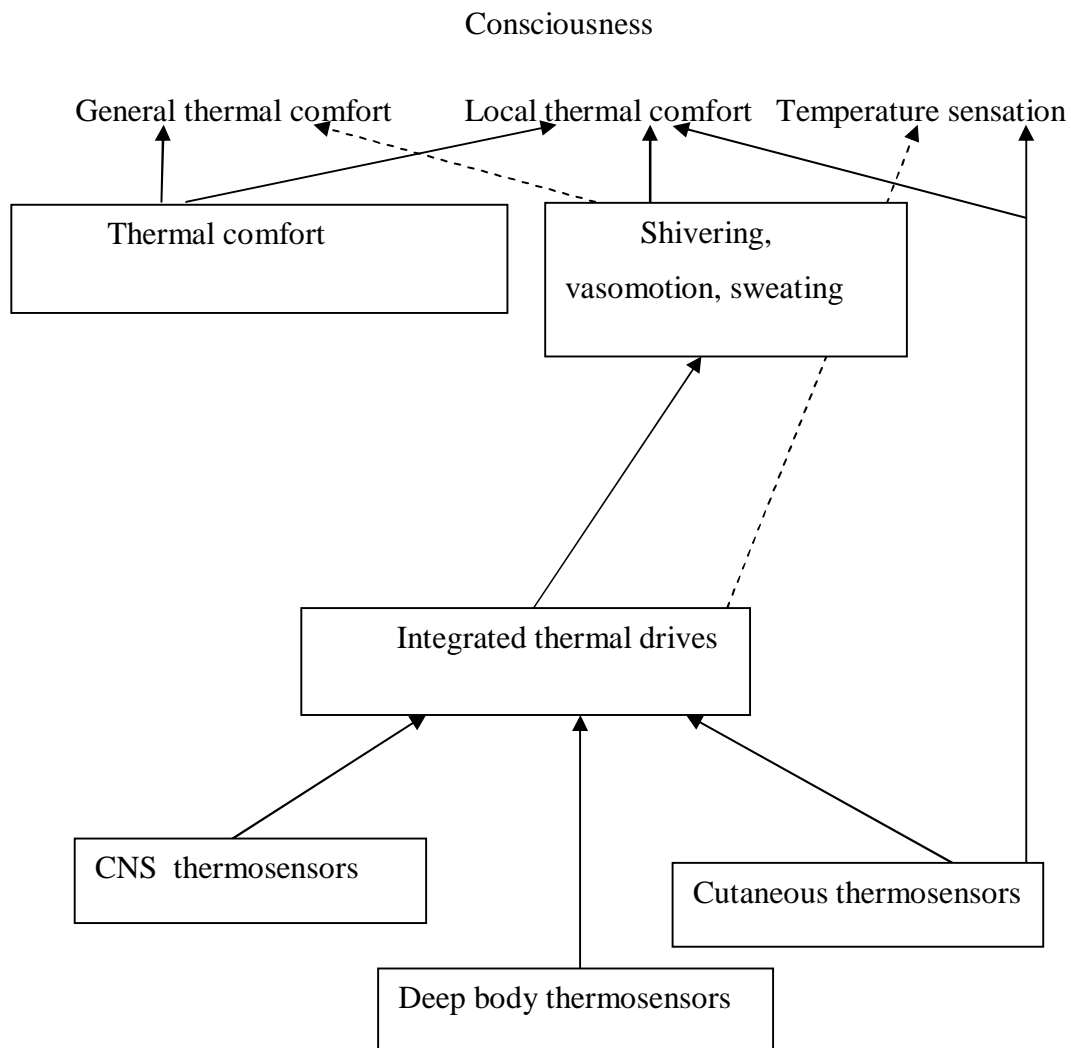 Consciousness
General thermal comfort
Local thermal comfort
Temperature sensation
Thermal comfort
Shivering,
vasomotion, sweating
Integrated thermal drives
CNS thermosensors
Cutaneous thermosensors
Deep body thermosensors